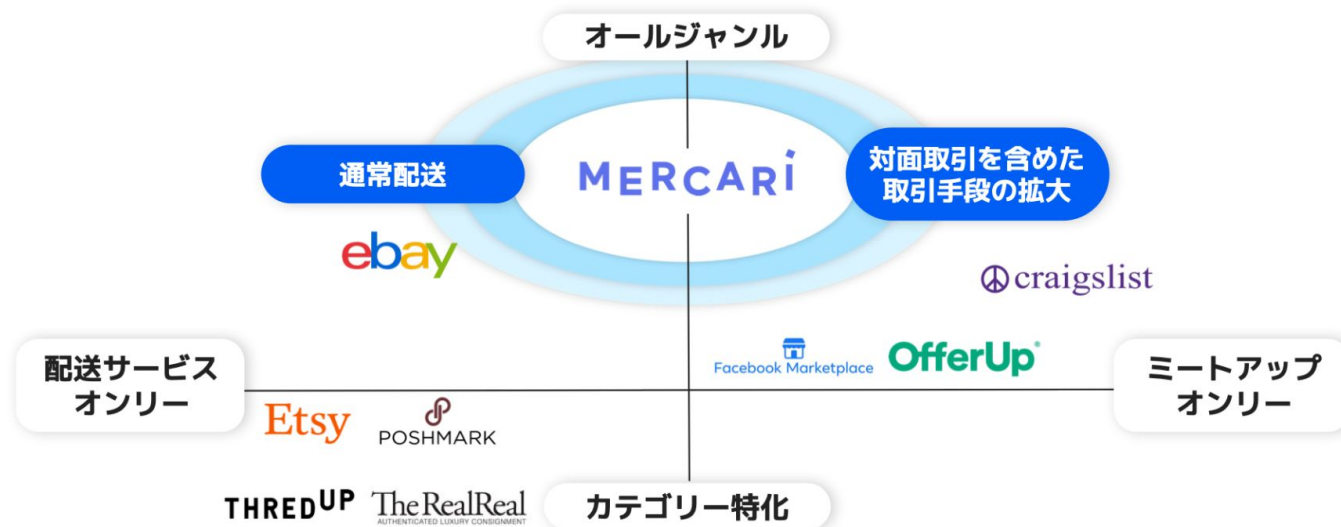 オールジャンル
通常配送
MERCARI
対面取引を含めた
取引手段の拡大
ebay
craigslist
配送サービス
オンリー
Facebook Marketplace
OfferUp
ミートアップ
オンリー
Etsy
POSHMARK
THREDUP
The RealReal
AUTHENTICATED LUXURY CONSIGNMENT
カテゴリー特化